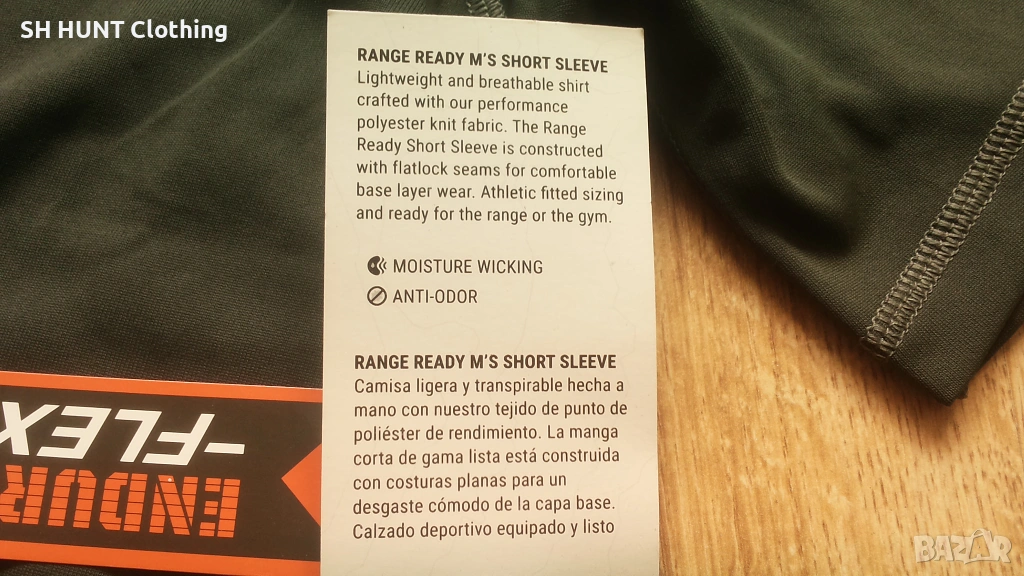 SH HUNT Clothing
RANGE READY M'S SHORT SLEEVE
Lightweight and breathable shirt
crafted with our performance
polyester knit fabric. The Range
Ready Short Sleeve is constructed
with flatlock seams for comfortable
base layer wear. Athletic fitted sizing
and ready for the range or the gym.
MOISTURE WICKING
ANTI-ODOR
RANGE READY M'S SHORT SLEEVE
Camisa ligera y transpirable hecha a
mano con nuestro tejido de punto de
poliéster de rendimiento. La manga
corta de gama lista está construida
con costuras planas para un
desgaste cómodo de la capa base.
Calzado deportivo equipado y listo
ENDUR
-FLEX
BAZAR